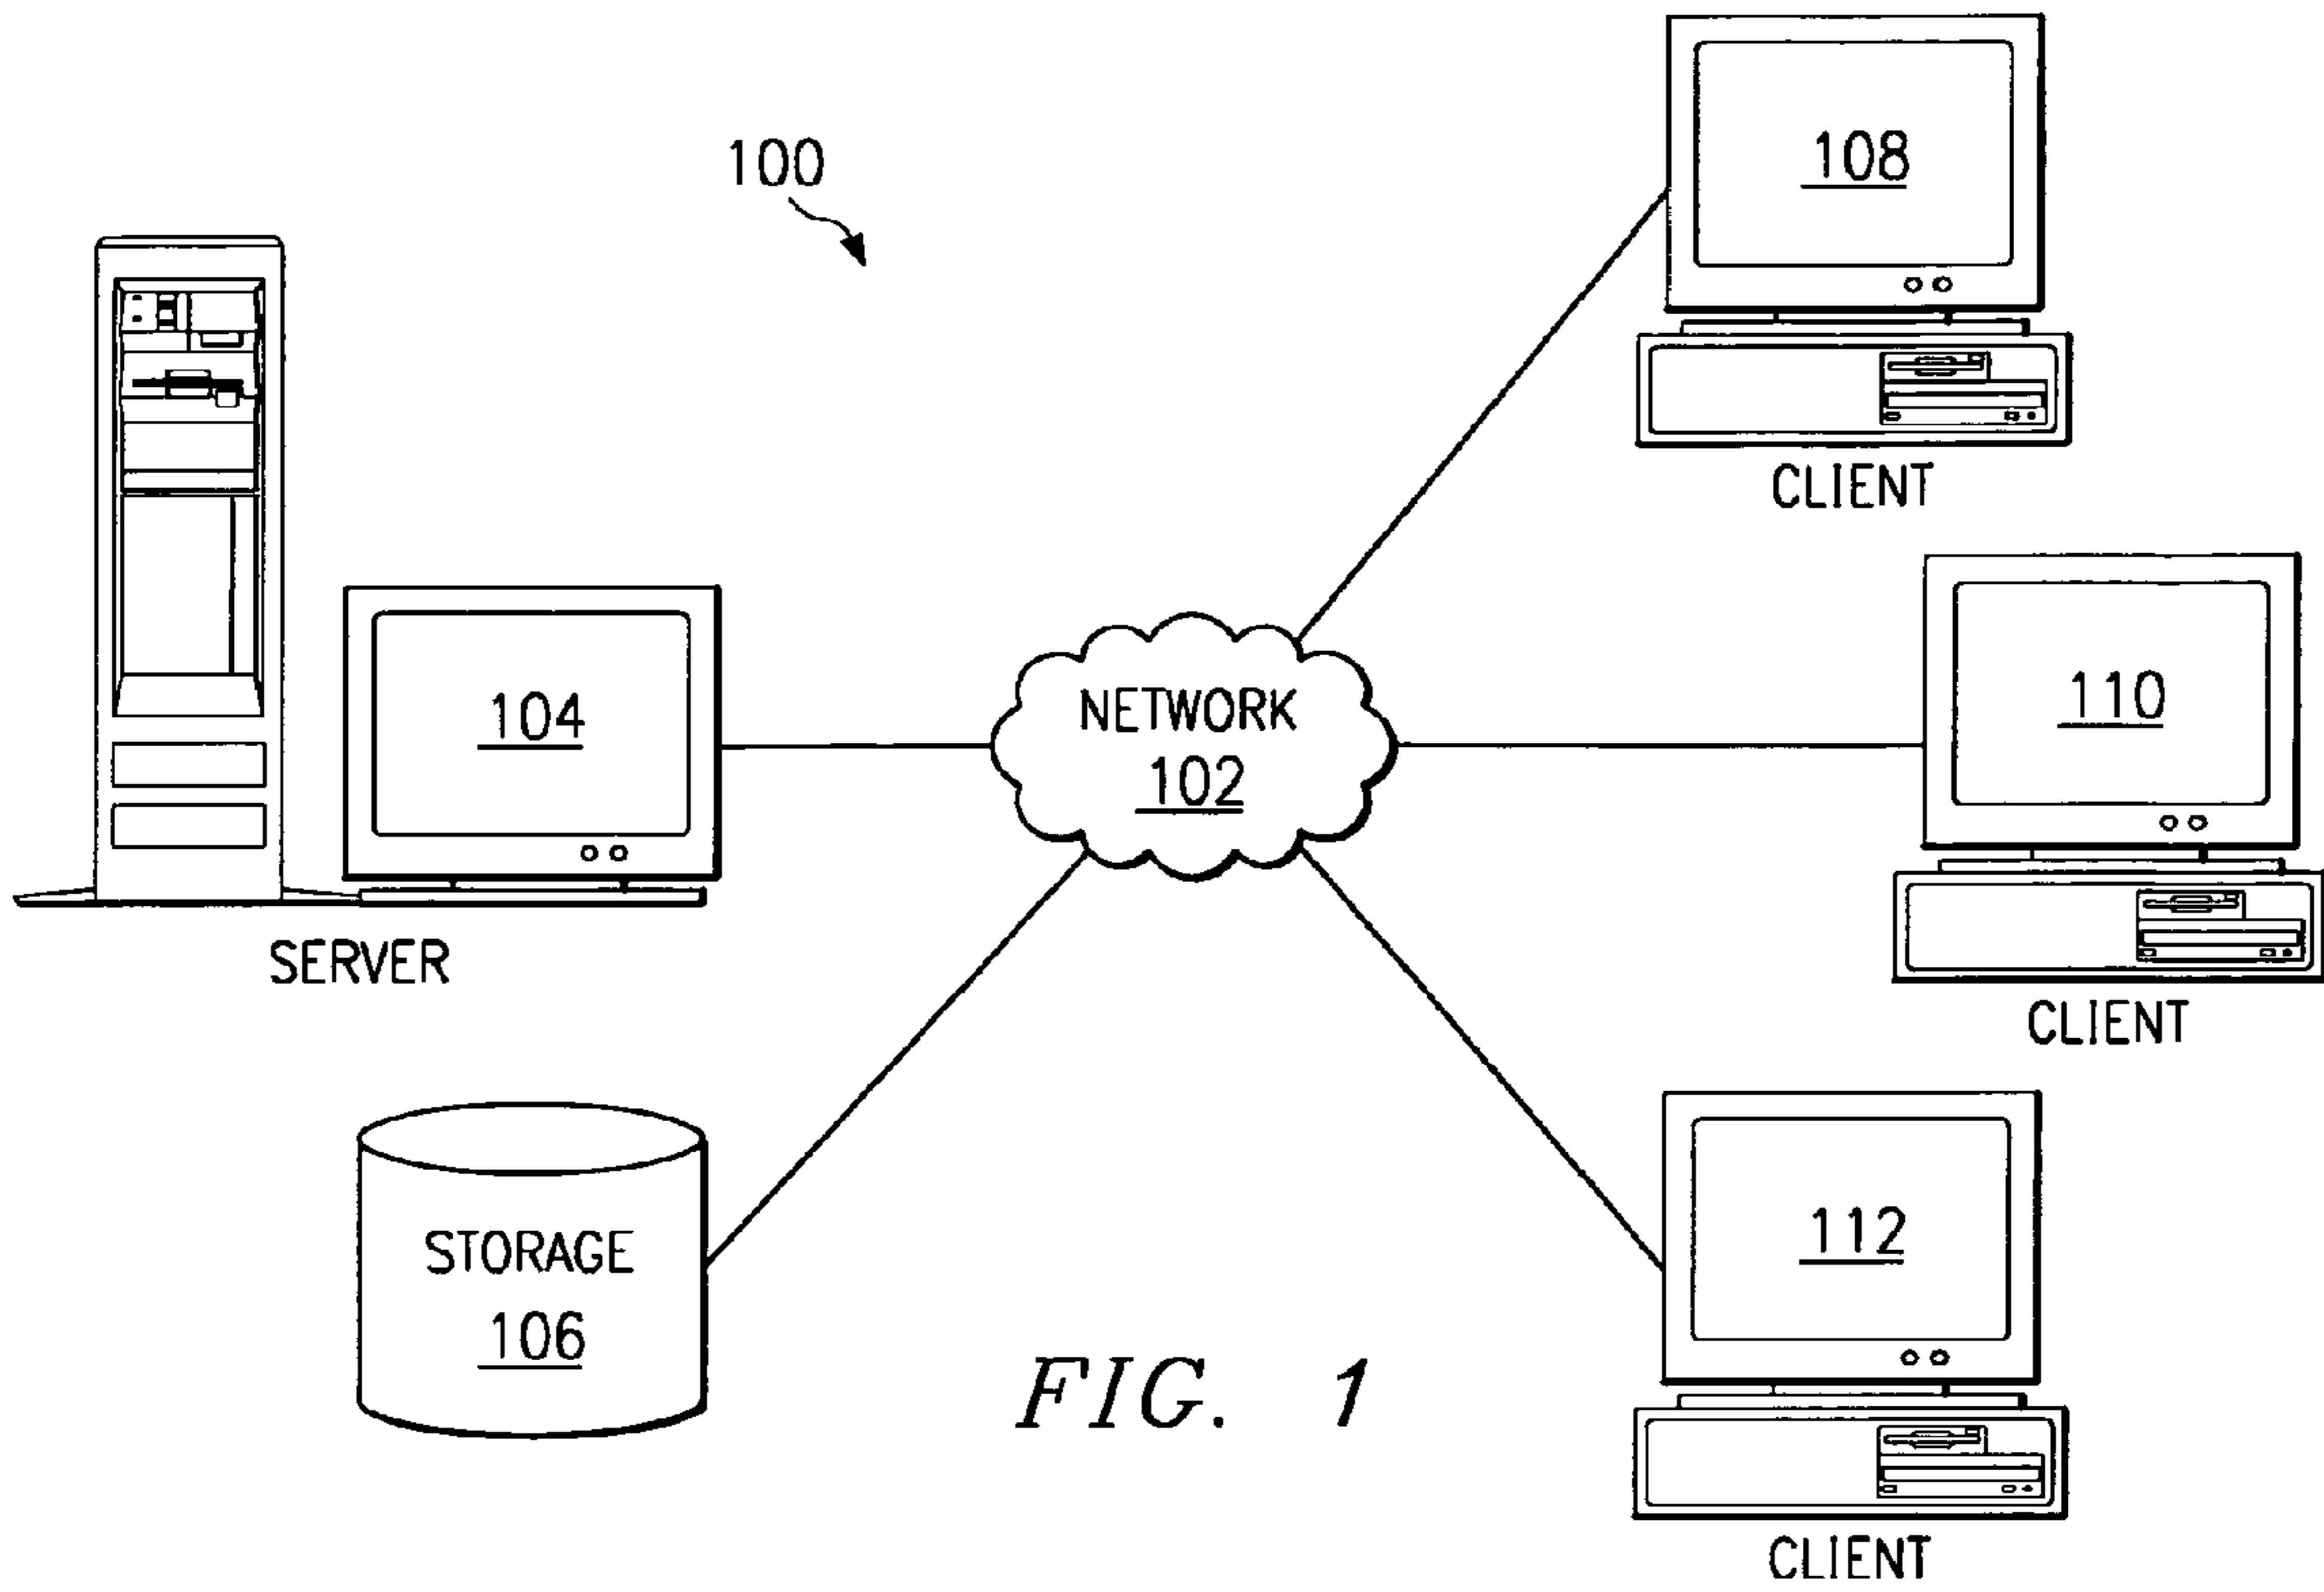 100
108
CLIENT
104
SERVER
NETWORK
102
110
CLIENT
STORAGE
106
112
CLIENT
FIG. 1